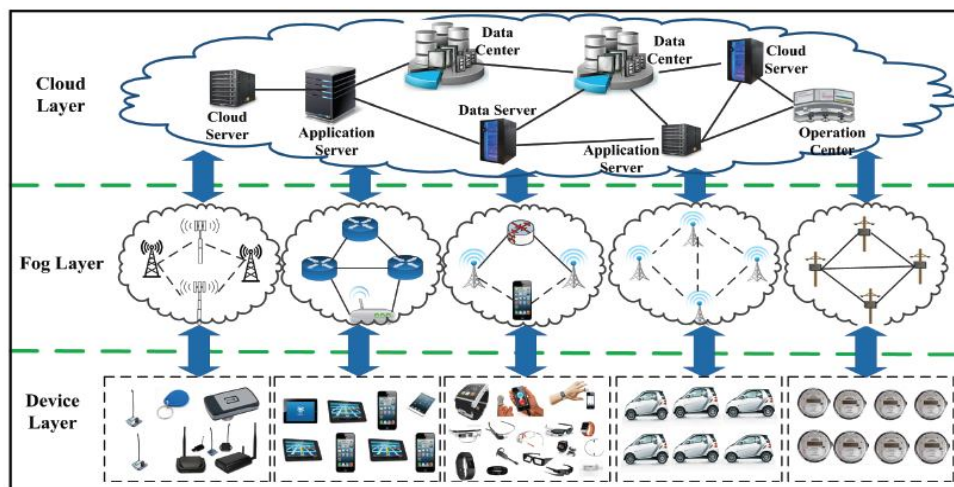 Cloud
Layer
Data
Center
Data
Center
Cloud
Server
Cloud
Server
Application
Server
Data Server
Application
Server
Operation
Center
Fog Layer
Device
Layer